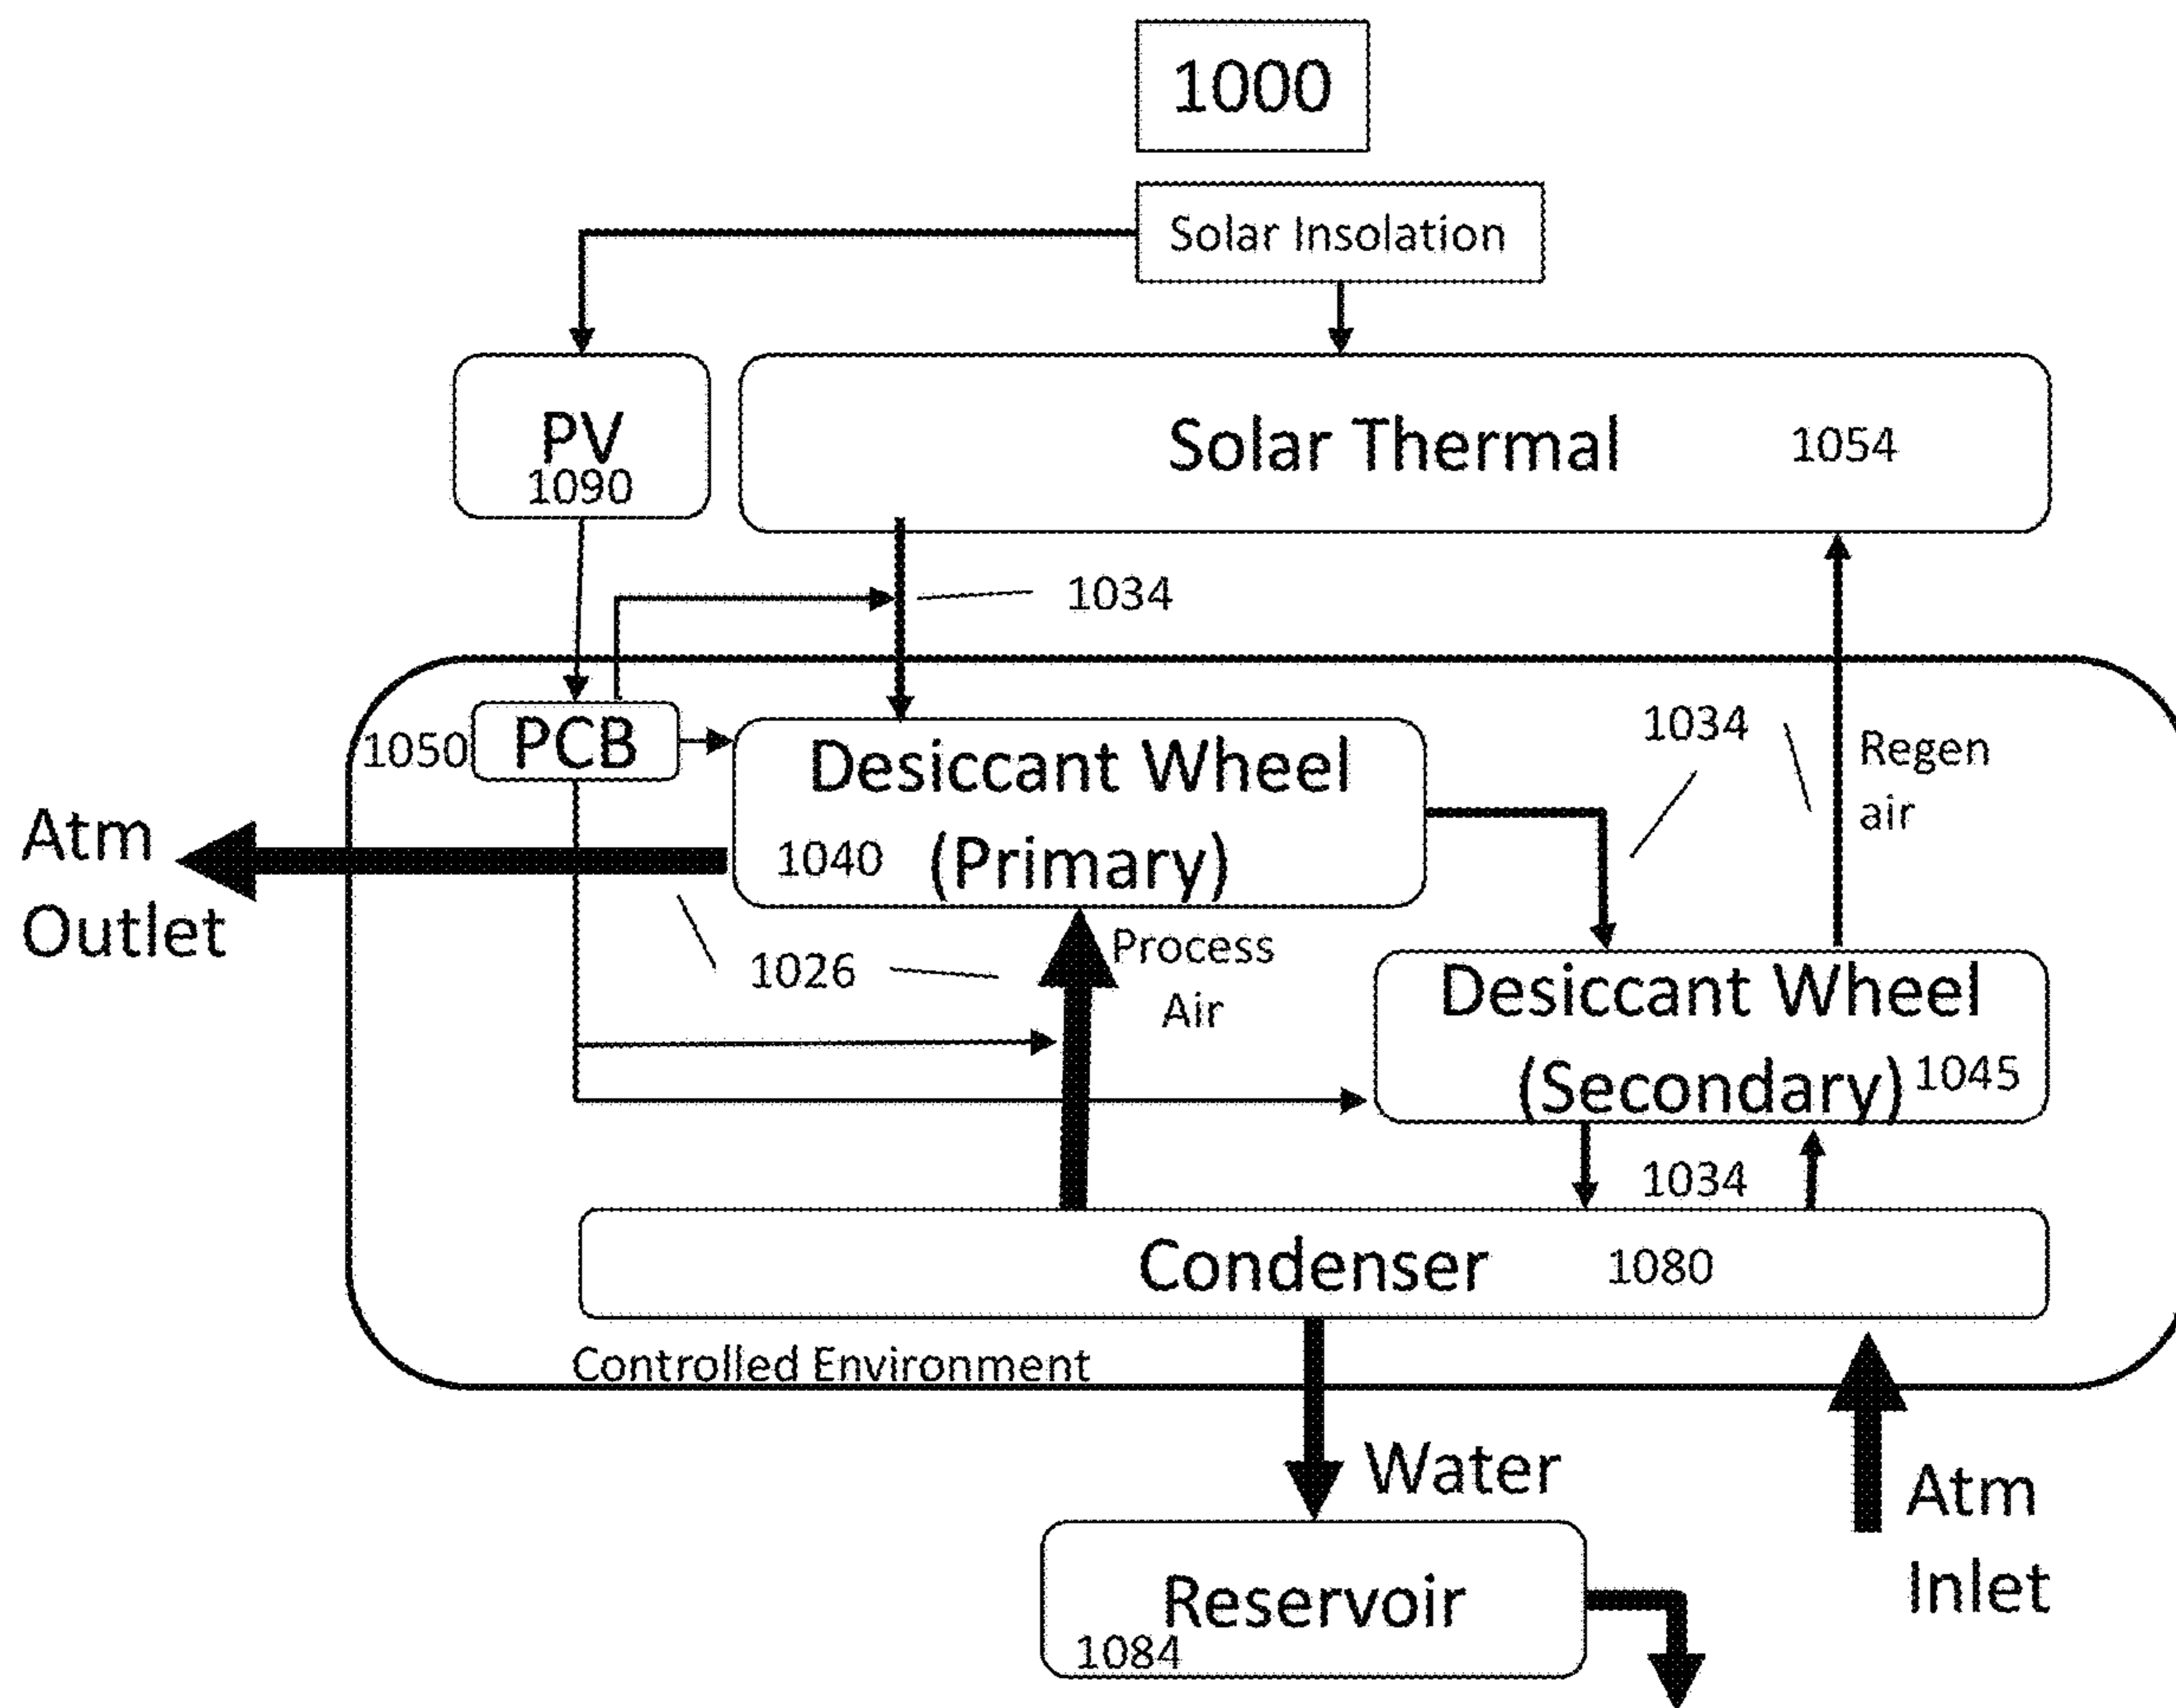 1000
Solar Insolation
PV
1090
Solar Thermal 1054
1034
1050
PCB
Desiccant Wheel
(Primary)
1040
1034
Regen
air
Atm
Outlet
1026
Process
Air
Desiccant Wheel
(Secondary) 1045
1034
Condenser 1080
Controlled Environment
Water
Atm
Inlet
Reservoir
1084